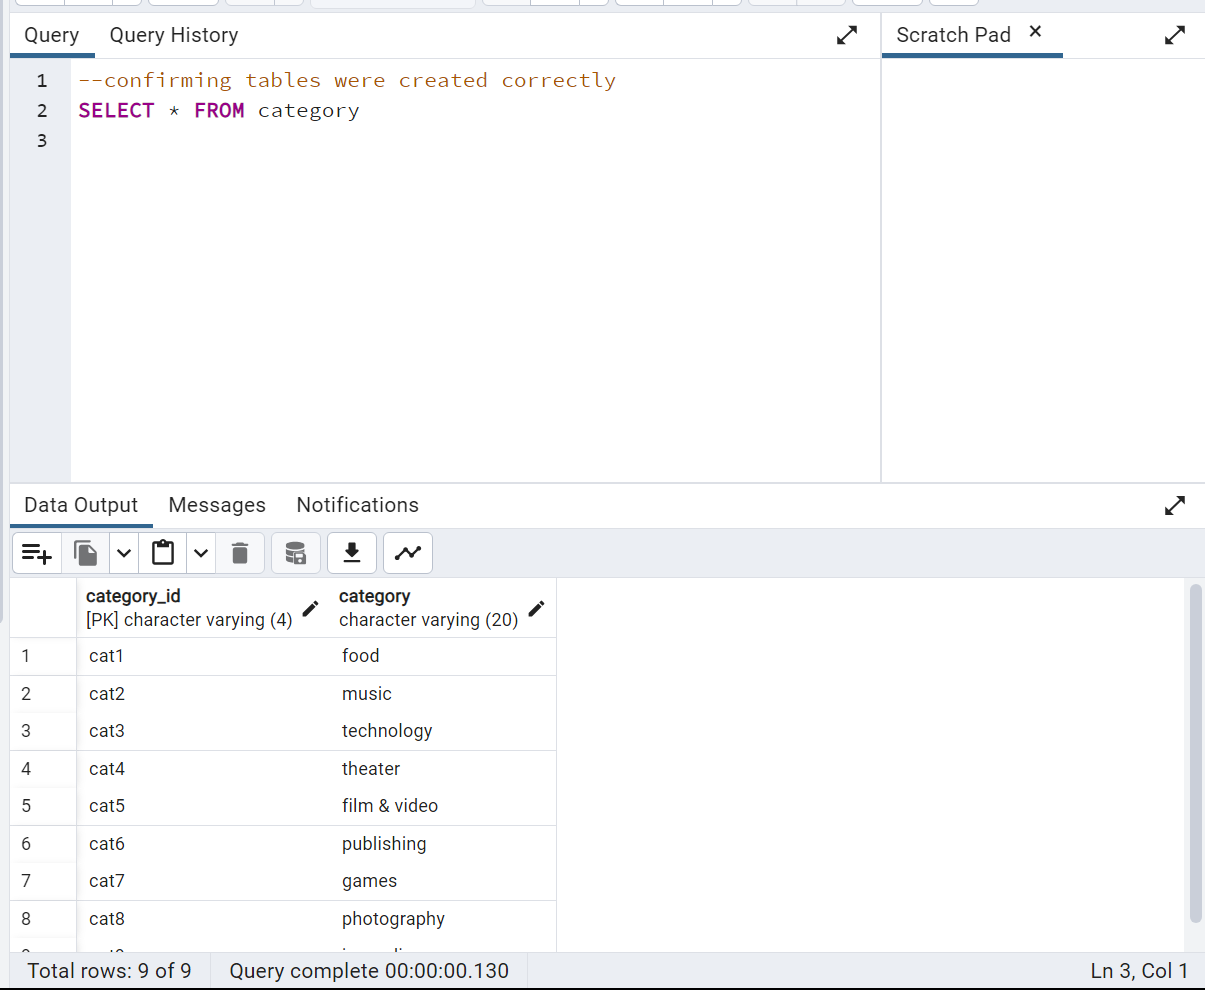 Query Query History
Scratch Pad ×
1 --confirming tables were created correctly
2 SELECT * FROM category
3
Data Output Messages Notifications
category_id category
[PK] character varying (4) character varying (20)
1 cat1 food
2 cat2 music
3 cat3 technology
4 cat4 theater
5 cat5 film & video
6 cat6 publishing
7 cat7 games
8 cat8 photography
Total rows: 9 of 9 Query complete 00:00:00.130 Ln 3, Col 1